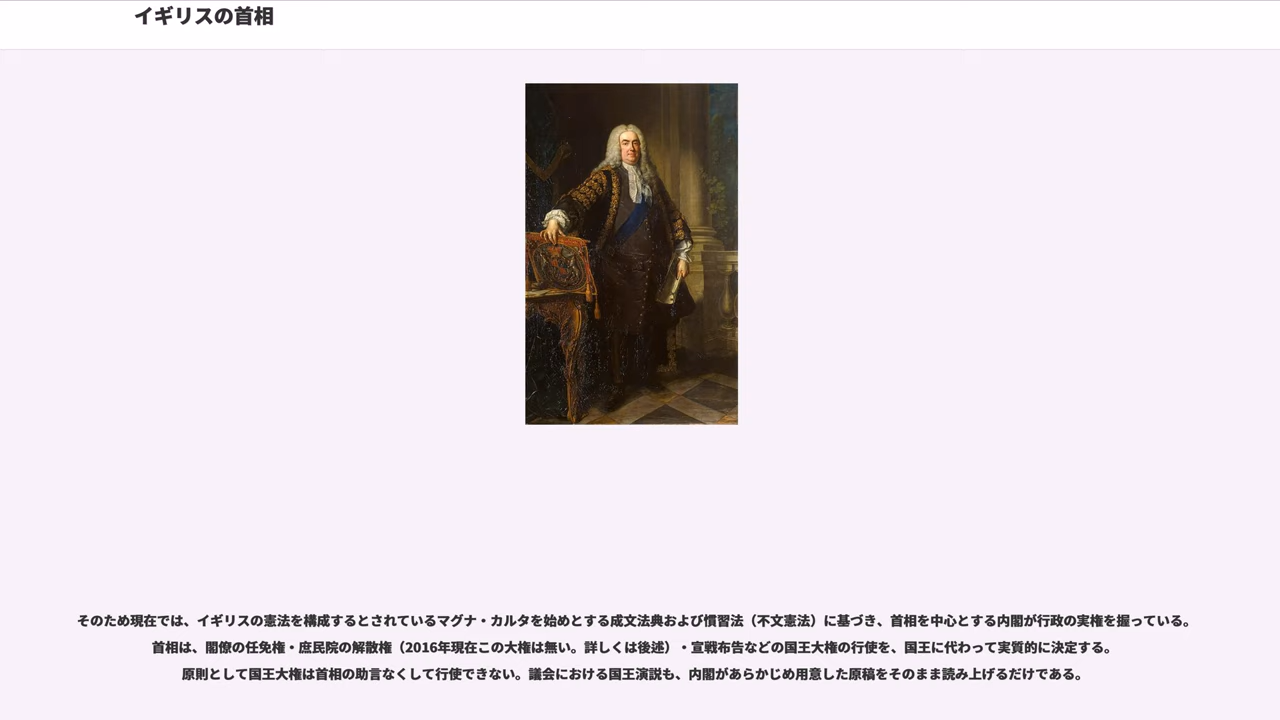 イギリスの首相
そのため現在では、イギリスの憲法を構成するとされているマグナ・カルタを始めとする成文法典および慣習法（不文憲法）に基づき、首相を中心とする内閣が行政の実権を握っている。
首相は、閣僚の任免権・庶民院の解散権（2016年現在この大権は無い。詳しくは後述）・宣戦布告などの国王大権の行使を、国王に代わって実質的に決定する。
原則として国王大権は首相の助言なくして行使できない。議会における国王演説も、内閣があらかじめ用意した原稿をそのまま読み上げるだけである。